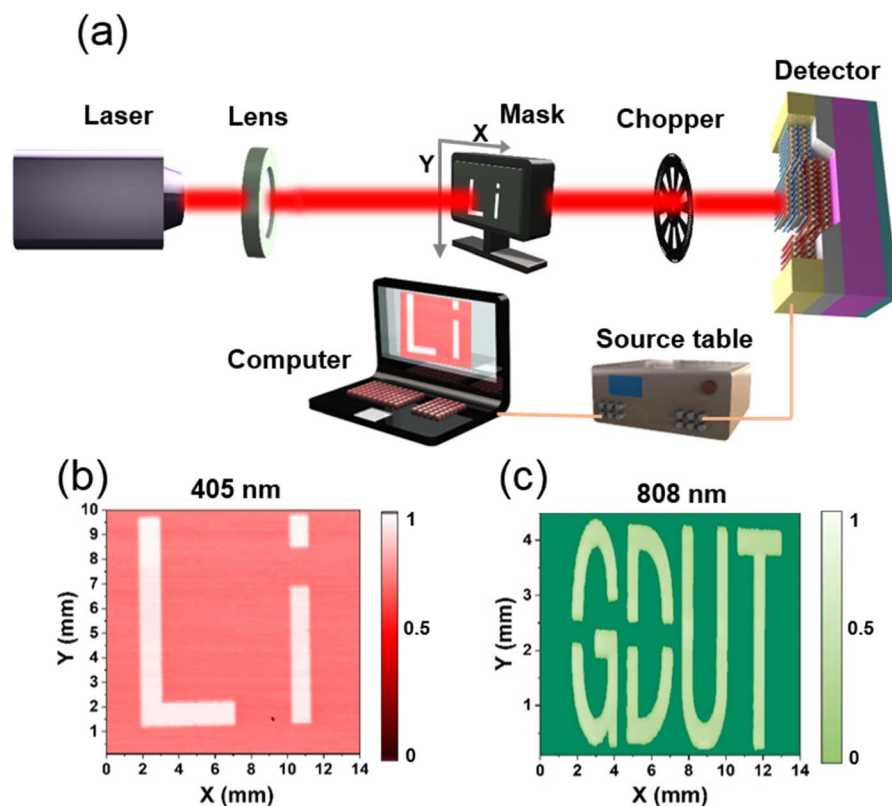 (a)
Laser
Lens
X
Y
Mask
Chopper
Detector
Li
Computer
Li
Source table
(b)
405 nm
Y (mm)
10
9
8
7
6
5
4
3
2
1
0 2 4 6 8 10 12 14
X (mm)
1
0.5
0
Li
(c)
808 nm
Y (mm)
4
3
2
1
0 2 4 6 8 10 12 14
X (mm)
1
0.5
0
GDUT